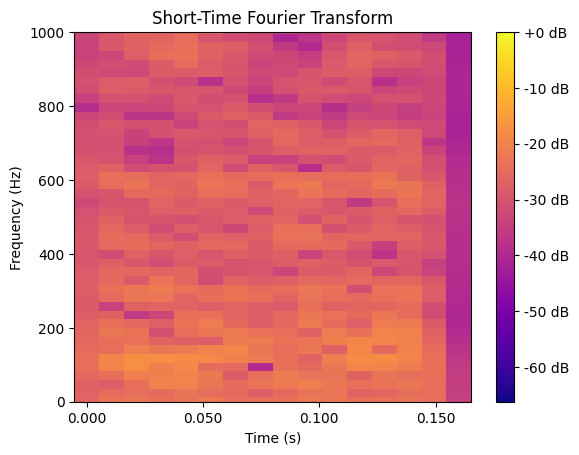 Short-Time Fourier Transform
1000
800
600
400
200
0
Frequency (Hz)
0.000
0.050
0.100
0.150
Time (s)
+0 dB
-10 dB
-20 dB
-30 dB
-40 dB
-50 dB
-60 dB